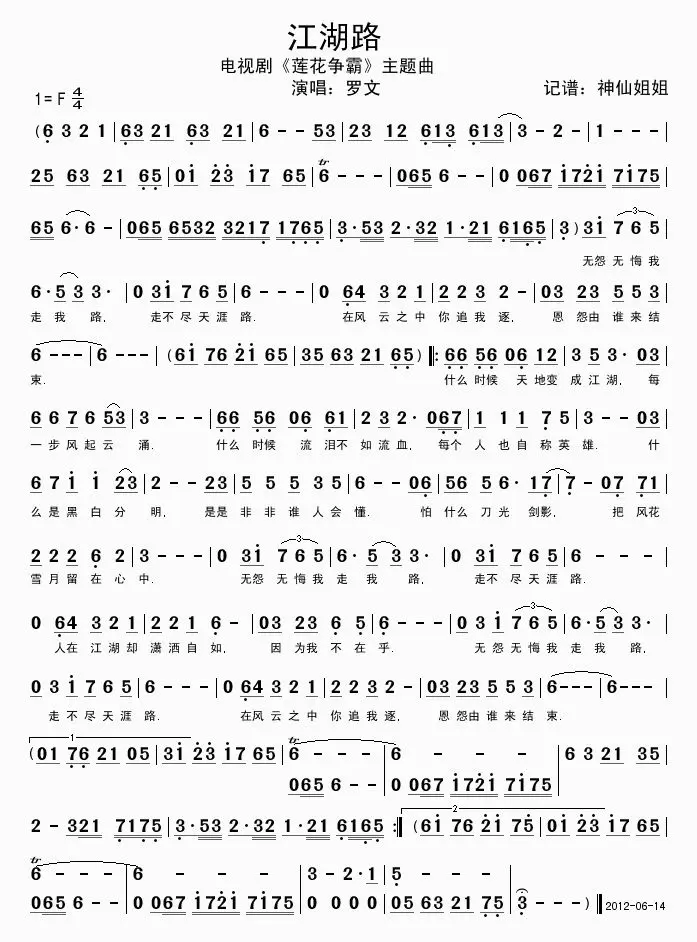 江湖路
电视剧《莲花争霸》主题曲
演唱：罗文 记谱：神仙姐姐
1=F 4/4
(6 3 2 1 | 63 21 63 21 | 6 - - 53 | 23 12 613 613 | 3 - 2 - | 1 - - - |
25 63 21 65 | 01 23 17 65 | 6 - - - | 065 6 - - | 0 067 1721 7175 |
65 6· 6 - | 065 6532 3217 1765 | 3·53 2·32 1·21 6165 | 3) 31 7 6 5 |
无怨 无 悔 我
6· 5 3 3· | 0 31 7 6 5 | 6 - - - | 0 64 3 2 1 | 2 2 3 2 - | 03 23 5 5 3 |
走 我 路, 走不 尽 天 涯 路. 在风 云 之 中 你 追 我 逐, 恩 怨由 谁 来 结
6 - - - | 6 - - - | (61 76 21 65 | 35 63 21 65) |: 66 56 06 12 | 3 5 3· 03 |
束. 什么 时候 天 地变 成 江 湖, 每
6 6 7 6 53 | 3 - - - | 66 56 06 61 | 2 3 2· 067 | 1 1 1 7 5 | 3 - - 03 |
一 步 风 起 云 涌. 什么 时候 流 泪不 如 流 血, 每个 人 也 自 称 英 雄. 什
6 7 1 1 23 | 2 - - 23 | 5 5 5 3 5 | 6 - - 06 | 56 5 6· 17 | 7 - 07 71 |
么 是 黑 白 分 明, 是是 非 非 谁 人 会 懂. 怕 什么 刀 光 剑影, 把 风花
2 2 2 6 2 | 3 - - - | 0 31 7 6 5 | 6· 5 3 3· | 0 31 7 6 5 | 6 - - - |
雪 月 留 在 心 中. 无怨 无 悔 我 走 我 路, 走不 尽 天 涯 路.
0 64 3 2 1 | 2 2 1 6 - | 03 23 6 5 | 6 - - - | 0 3 1 7 6 5 | 6· 5 3 3· |
人在 江 湖 却 潇 洒 自 如, 因 为我 不 在 乎. 无 怨 无 悔 我 走 我 路,
0 3 1 7 6 5 | 6 - - - | 0 64 3 2 1 | 2 2 3 2 - | 03 23 5 5 3 | 6 - - - | 6 - - - |
走 不 尽 天 涯 路. 在风 云 之 中 你 追 我 逐, 恩 怨由 谁 来 结 束.
1
(01 76 21 05 | 31 23 17 65 | 6 - - - | 6 - - - | 6 3 21 35 |
065 6 - - | 0 067 1721 7175 |
2 - 321 7175 | 3·53 2·32 1·21 6165 :| 2 (61 76 21 75 | 01 23 17 65 |
6 - - - | 6 - - - | 3 - 2· 1 | 5 - - - |
065 6 - - | 0 067 1721 7175 | 0 0 0 0 | 05 63 21 75 | 3 - - - ) || 2012-06-14